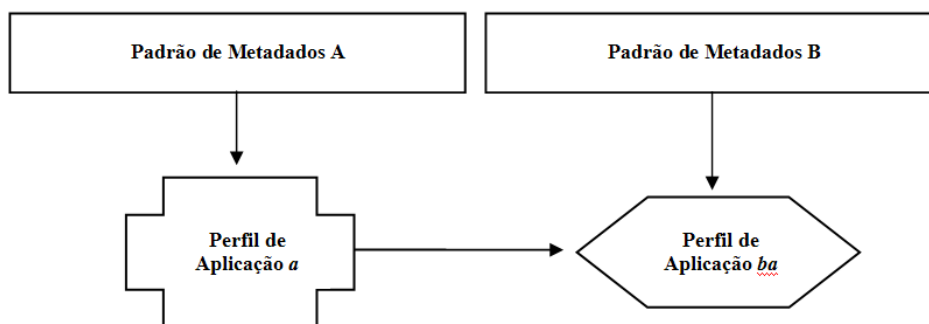 Padrão de Metadados A
Padrão de Metadados B
Perfil de
Aplicação a
Perfil de
Aplicação ba